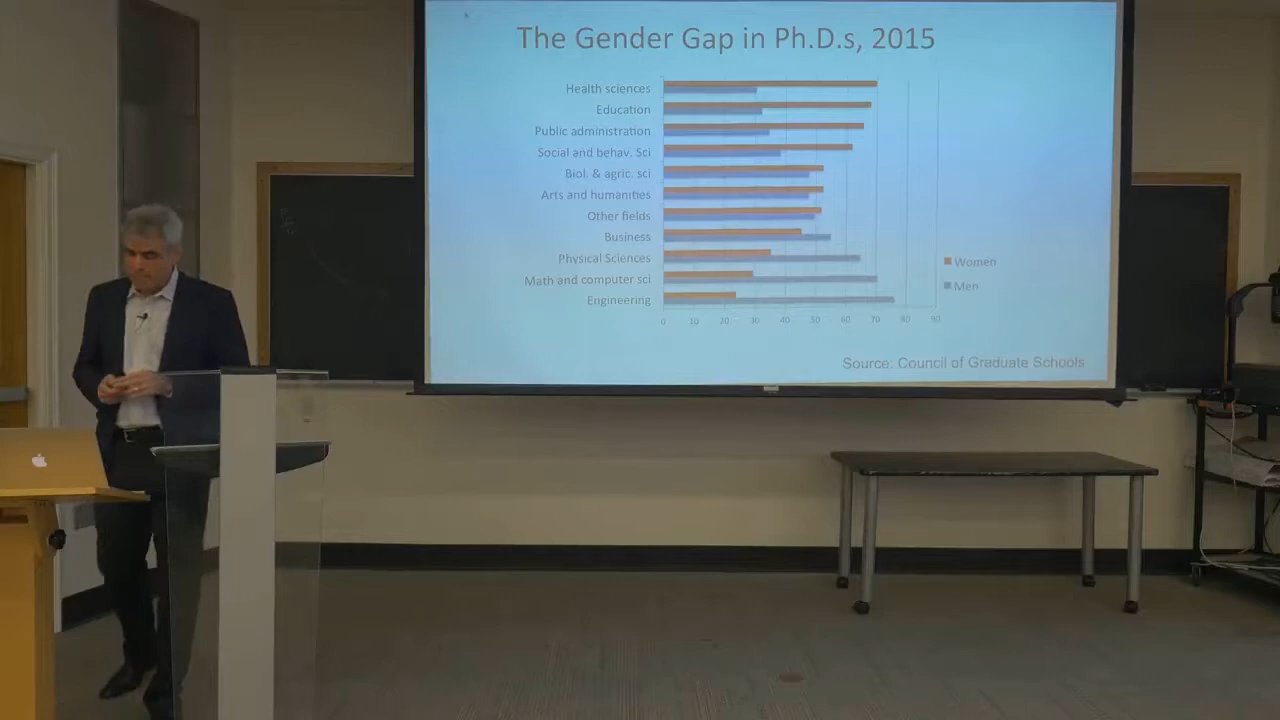 The Gender Gap in Ph.D.s, 2015
Health sciences
Education
Public administration
Social and behav. Sci
Biol. & agric. sci
Arts and humanities
Other fields
Business
Physical Sciences
Math and computer sci
Engineering
0 10 20 30 40 50 60 70 80 90
Women
Men
Source: Council of Graduate Schools